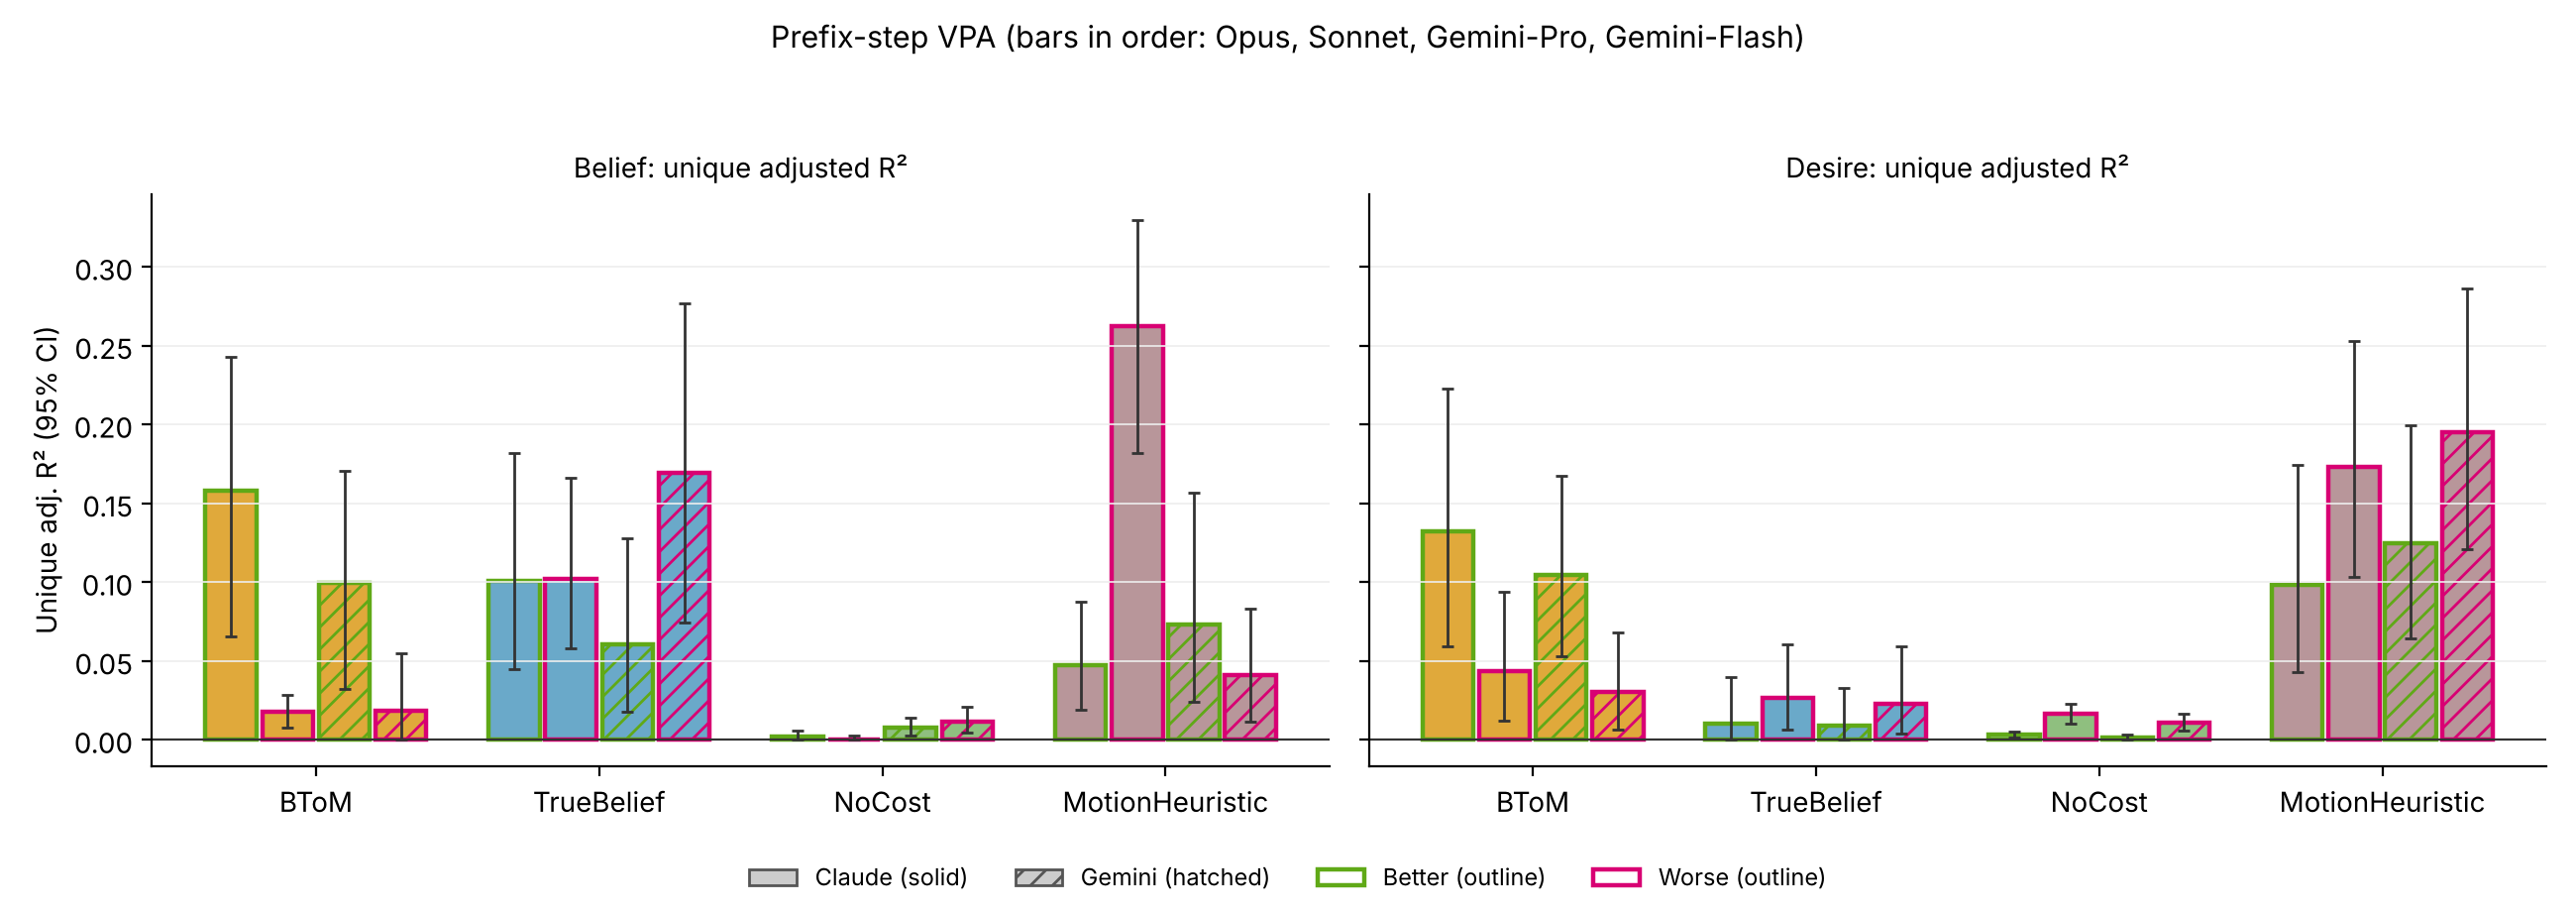 Prefix-step VPA (bars in order: Opus, Sonnet, Gemini-Pro, Gemini-Flash)
Belief: unique adjusted R²
Desire: unique adjusted R²
Unique adj. R² (95% CI)
0.30
0.25
0.20
0.15
0.10
0.05
0.00
BToM TrueBelief NoCost MotionHeuristic
BToM TrueBelief NoCost MotionHeuristic
Claude (solid) Gemini (hatched) Better (outline) Worse (outline)